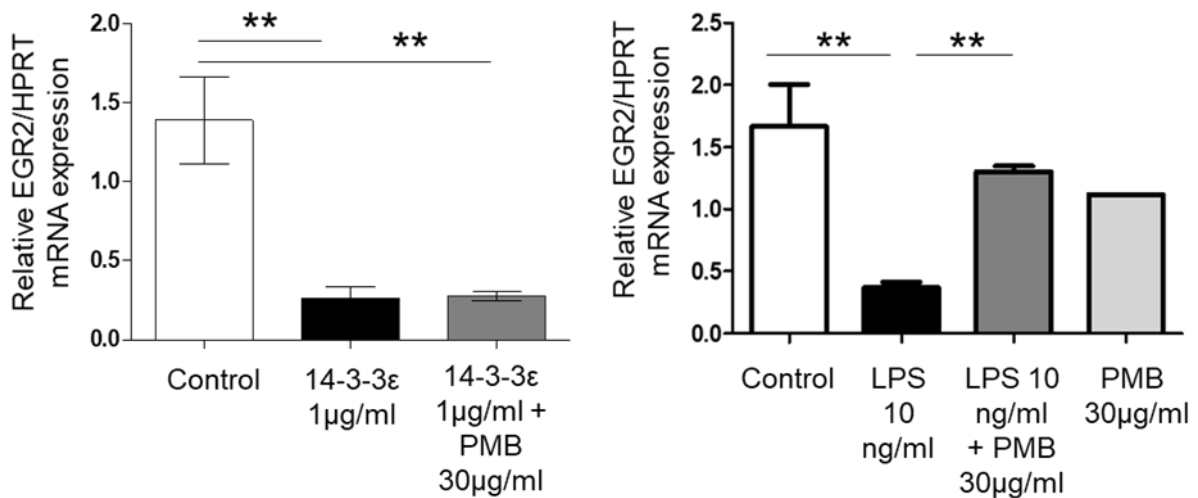 Relative EGR2/HPRT
mRNA expression
2.0
1.5
1.0
0.5
0.0
**
**
Control
14-3-3ε
1µg/ml
14-3-3ε
1µg/ml +
PMB
30µg/ml
Relative EGR2/HPRT
mRNA expression
2.5
2.0
1.5
1.0
0.5
0.0
**
**
Control
LPS
10
ng/ml
LPS 10
ng/ml
+ PMB
30µg/ml
PMB
30µg/ml